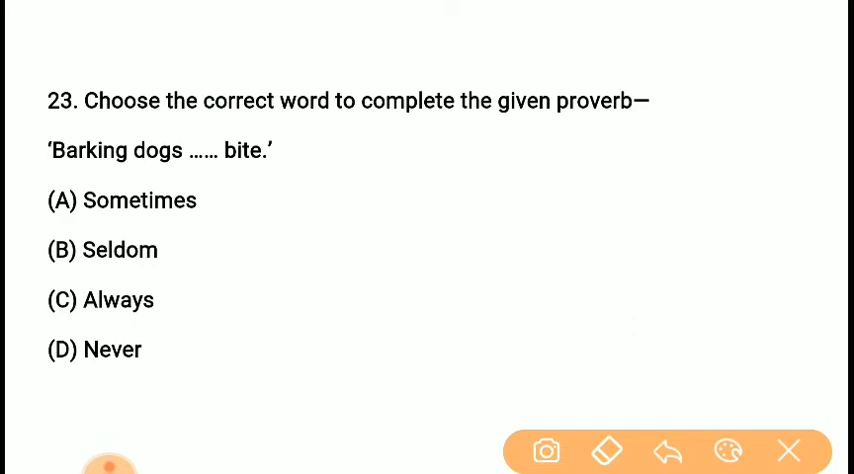 23. Choose the correct word to complete the given proverb—
‘Barking dogs ...... bite.’
(A) Sometimes
(B) Seldom
(C) Always
(D) Never